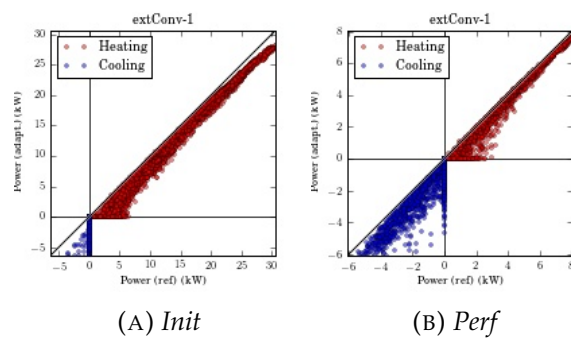 extConv-1
Power (adapt.) (kW)
30
25
20
15
10
5
0
−5
Heating
Cooling
−5 0 5 10 15 20 25 30
Power (ref) (kW)
(A) Init
extConv-1
Power (adapt.) (kW)
8
6
4
2
0
−2
−4
−6
Heating
Cooling
−6 −4 −2 0 2 4 6 8
Power (ref) (kW)
(B) Perf